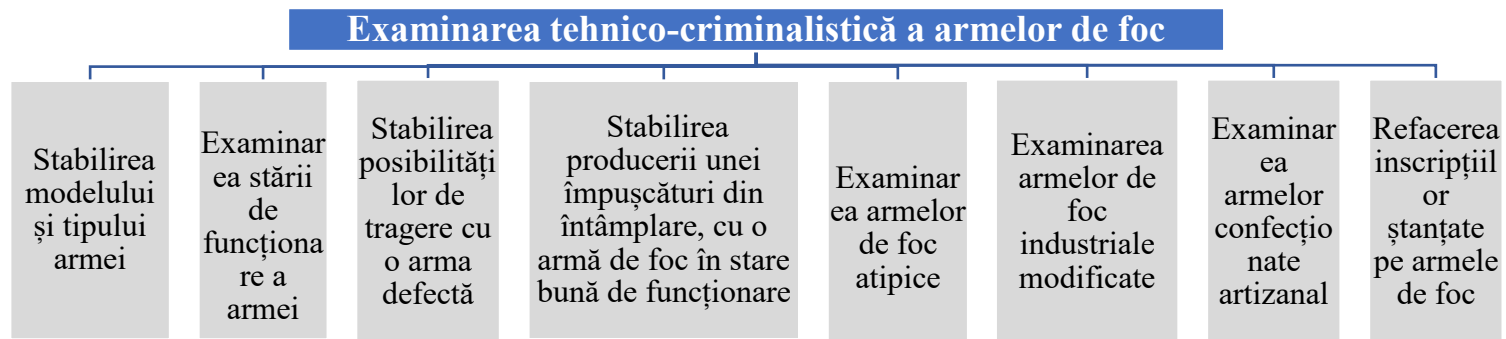 Examinarea tehnico-criminalistică a armelor de foc
Stabilirea
modelului
și tipului
armei
Examinar
ea stării
de
funcționa
re a
armei
Stabilirea
posibilități
lor de
tragere cu
o arma
defectă
Stabilirea
producerii unei
împușcături din
întâmplare, cu o
armă de foc în stare
bună de funcționare
Examinar
ea armelor
de foc
atipice
Examinarea
armelor de
foc
industriale
modificate
Examinar
ea
armelor
confecțio
nate
artizanal
Refacerea
inscripțiil
or
ștanțate
pe armele
de foc